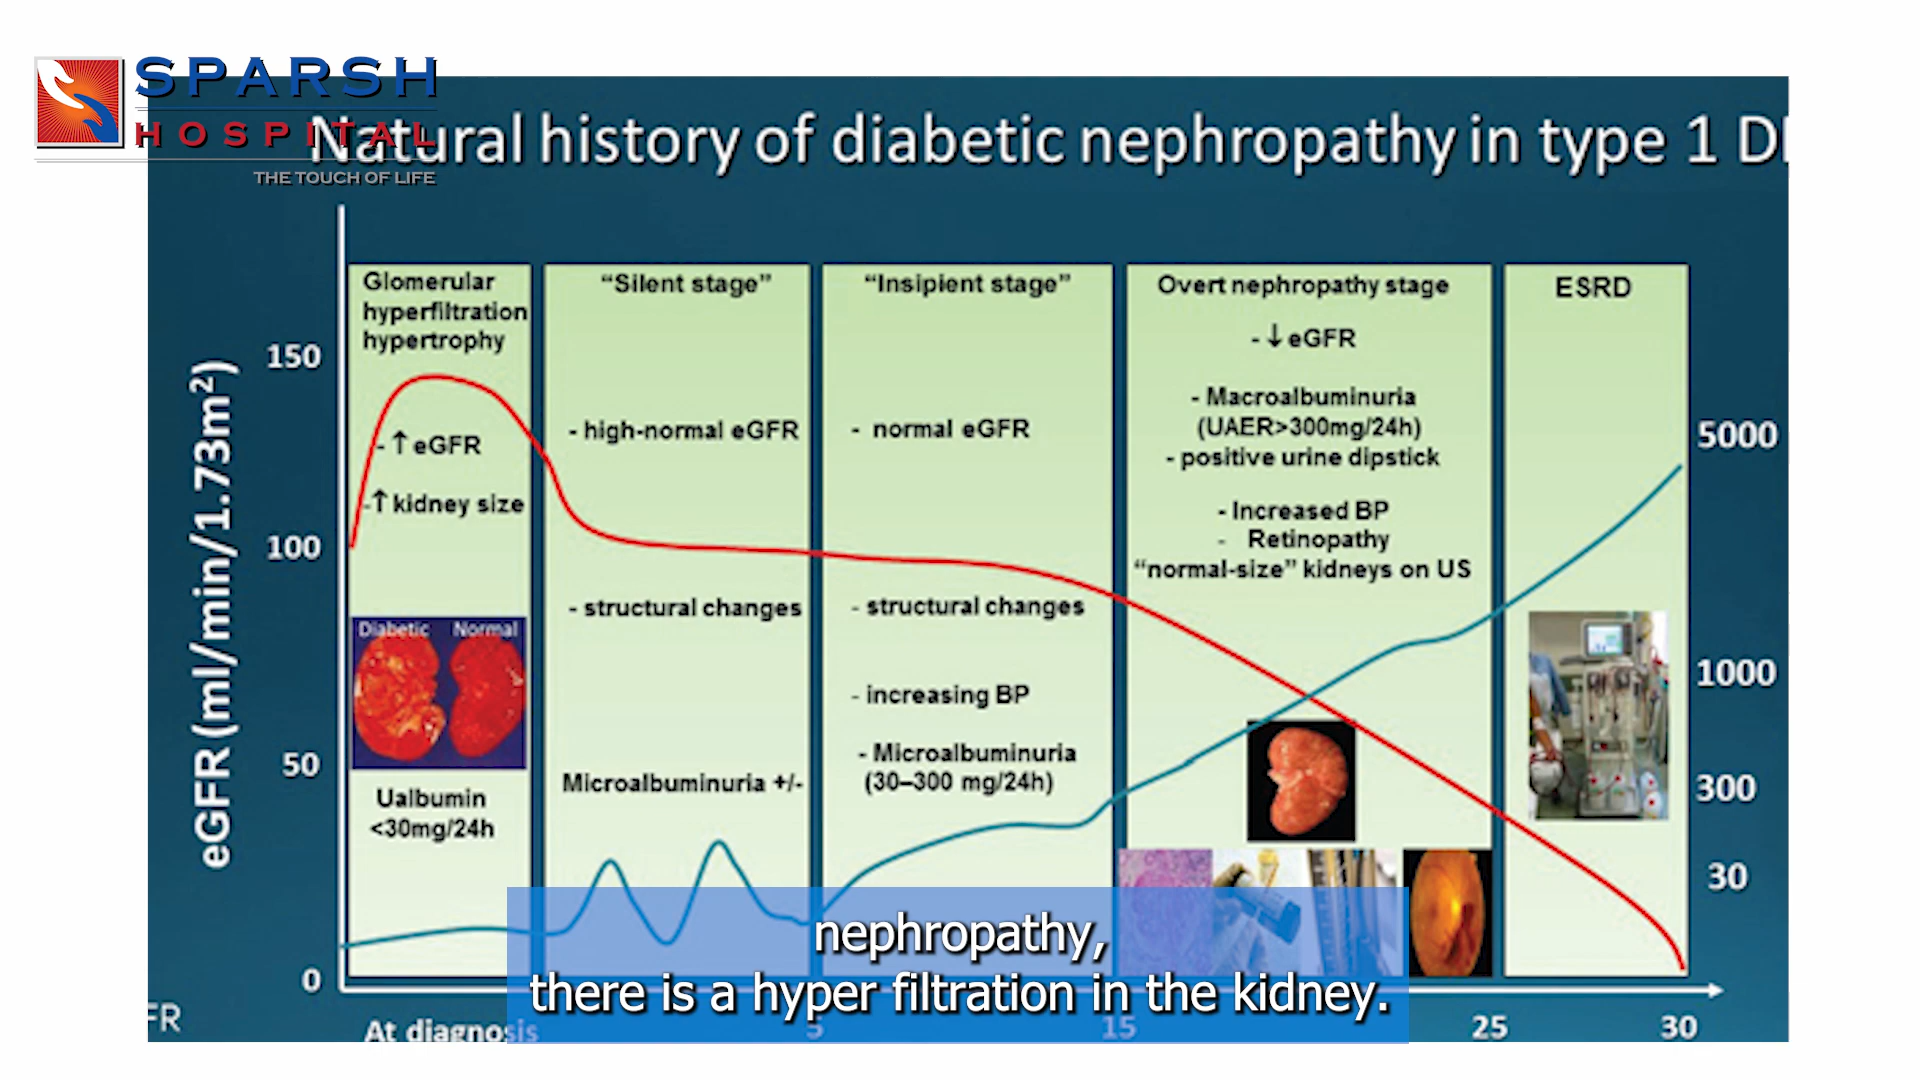 SPARSH
HOSPITAL
THE TOUCH OF LIFE
Natural history of diabetic nephropathy in type 1 D
eGFR (ml/min/1.73m²)
150
100
50
0
Glomerular
hyperfiltration
hypertrophy
- ↑ eGFR
-↑ kidney size
Diabetic Normal
Ualbumin
<30mg/24h
“Silent stage”
- high-normal eGFR
- structural changes
Microalbuminuria +/-
“Insipient stage”
- normal eGFR
- structural changes
- increasing BP
- Microalbuminuria
(30–300 mg/24h)
Overt nephropathy stage
- ↓ eGFR
- Macroalbuminuria
(UAER>300mg/24h)
- positive urine dipstick
- Increased BP
- Retinopathy
“normal-size” kidneys on US
ESRD
5000
1000
300
30
nephropathy,
there is a hyper filtration in the kidney.
FR
At diagnosis
5
15
25
30